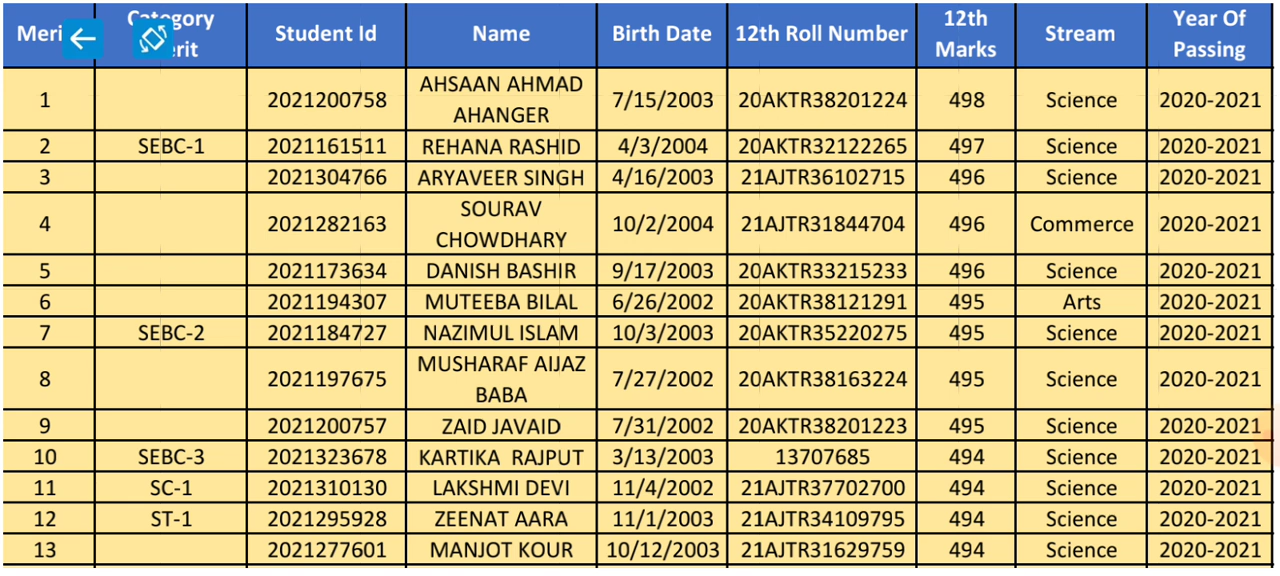 Meri Category erit Student Id Name Birth Date 12th Roll Number 12th Marks Stream Year Of Passing
1 2021200758 AHSAAN AHMAD AHANGER 7/15/2003 20AKTR38201224 498 Science 2020-2021
2 SEBC-1 2021161511 REHANA RASHID 4/3/2004 20AKTR32122265 497 Science 2020-2021
3 2021304766 ARYAVEER SINGH 4/16/2003 21AJTR36102715 496 Science 2020-2021
4 2021282163 SOURAV CHOWDHARY 10/2/2004 21AJTR31844704 496 Commerce 2020-2021
5 2021173634 DANISH BASHIR 9/17/2003 20AKTR33215233 496 Science 2020-2021
6 2021194307 MUTEEBA BILAL 6/26/2002 20AKTR38121291 495 Arts 2020-2021
7 SEBC-2 2021184727 NAZIMUL ISLAM 10/3/2003 20AKTR35220275 495 Science 2020-2021
8 2021197675 MUSHARAF AIJAZ BABA 7/27/2002 20AKTR38163224 495 Science 2020-2021
9 2021200757 ZAID JAVAID 7/31/2002 20AKTR38201223 495 Science 2020-2021
10 SEBC-3 2021323678 KARTIKA RAJPUT 3/13/2003 13707685 494 Science 2020-2021
11 SC-1 2021310130 LAKSHMI DEVI 11/4/2002 21AJTR37702700 494 Science 2020-2021
12 ST-1 2021295928 ZEENAT AARA 11/1/2003 21AJTR34109795 494 Science 2020-2021
13 2021277601 MANJOT KOUR 10/12/2003 21AJTR31629759 494 Science 2020-2021